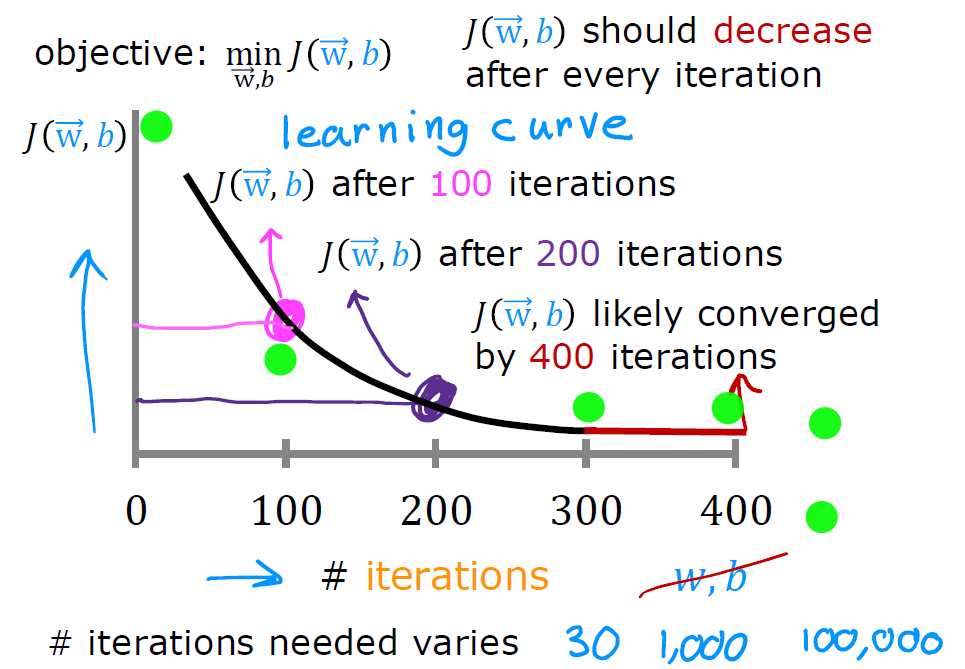 objective: min J(w⃗, b)
w⃗,b
J(w⃗, b) should decrease
after every iteration
J(w⃗, b)
learning curve
J(w⃗, b) after 100 iterations
J(w⃗, b) after 200 iterations
J(w⃗, b) likely converged
by 400 iterations
0 100 200 300 400
# iterations
w, b
# iterations needed varies 30 1,000 100,000